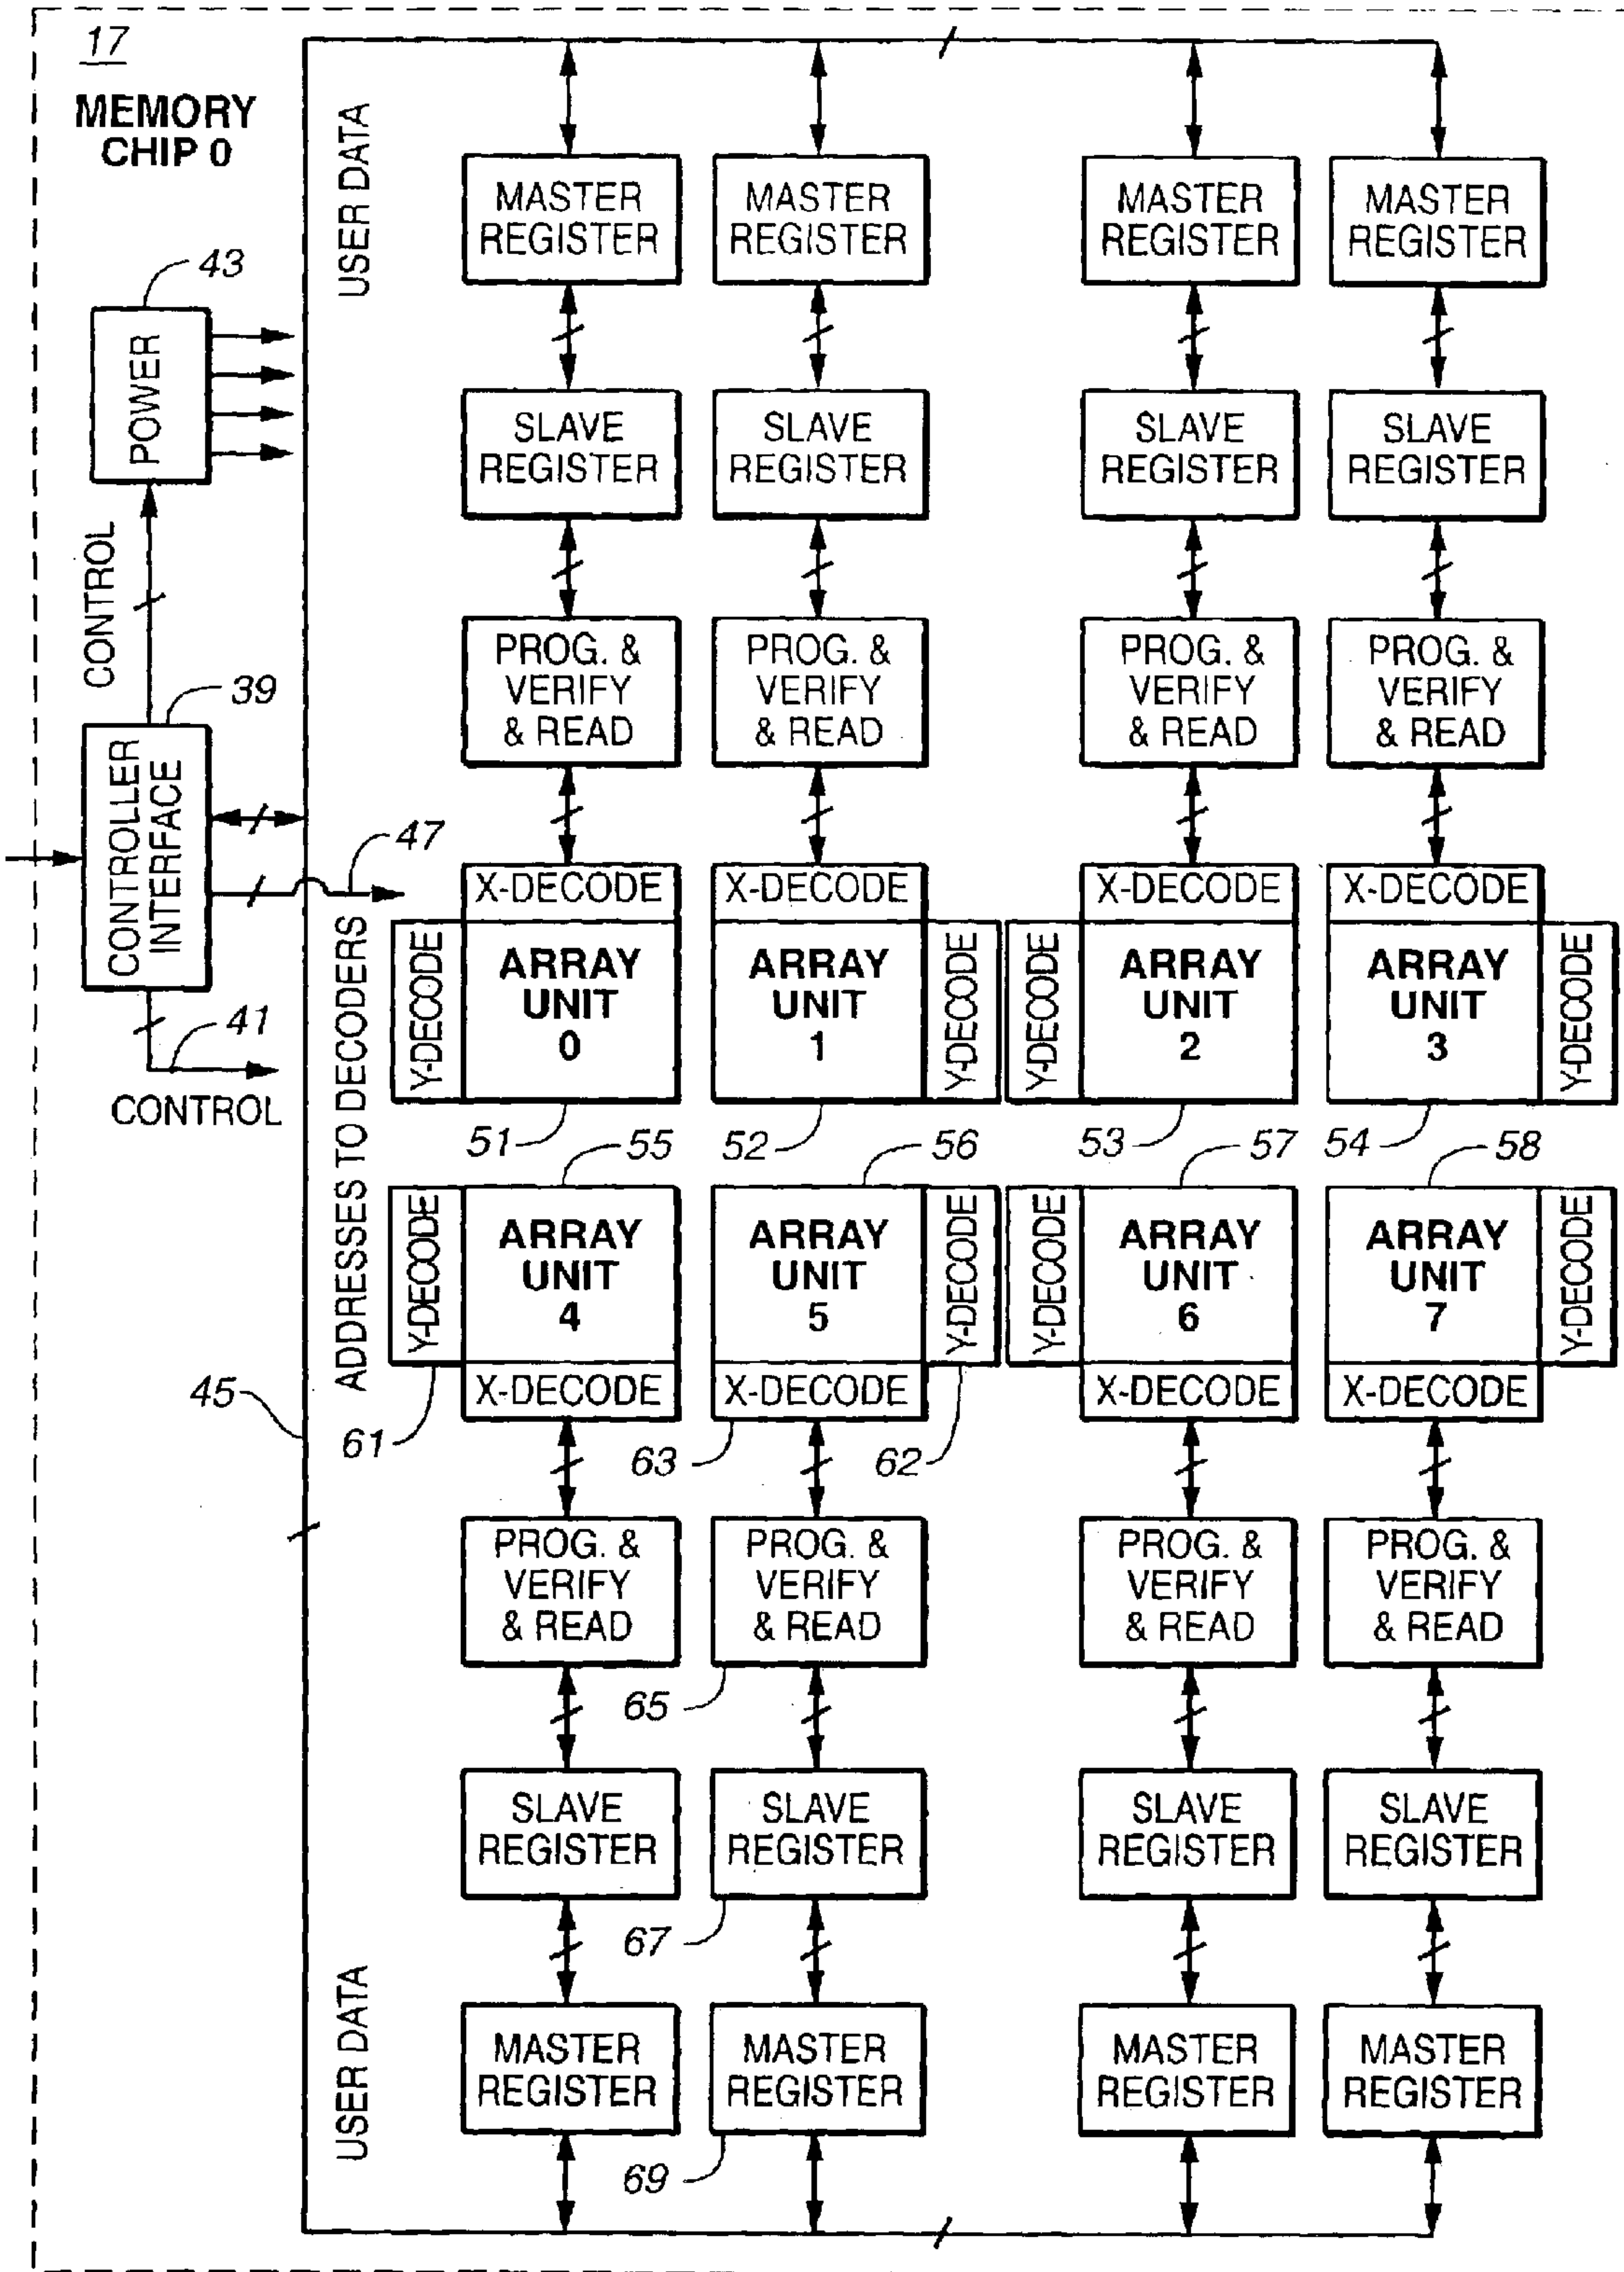 17
MEMORY
CHIP 0
USER DATA
MASTER
REGISTER
MASTER
REGISTER
MASTER
REGISTER
MASTER
REGISTER
43
POWER
SLAVE
REGISTER
SLAVE
REGISTER
SLAVE
REGISTER
SLAVE
REGISTER
CONTROL
PROG. &
VERIFY
& READ
PROG. &
VERIFY
& READ
PROG. &
VERIFY
& READ
PROG. &
VERIFY
& READ
39
CONTROLLER
INTERFACE
47
41
CONTROL
ADDRESSES TO DECODERS
X-DECODE
X-DECODE
X-DECODE
X-DECODE
Y-DECODE
ARRAY
UNIT
0
ARRAY
UNIT
1
Y-DECODE
Y-DECODE
ARRAY
UNIT
2
ARRAY
UNIT
3
Y-DECODE
51
55
52
56
53
57
54
58
Y-DECODE
ARRAY
UNIT
4
ARRAY
UNIT
5
Y-DECODE
Y-DECODE
ARRAY
UNIT
6
ARRAY
UNIT
7
Y-DECODE
X-DECODE
X-DECODE
X-DECODE
X-DECODE
45
61
63
62
PROG. &
VERIFY
& READ
PROG. &
VERIFY
& READ
PROG. &
VERIFY
& READ
PROG. &
VERIFY
& READ
65
SLAVE
REGISTER
SLAVE
REGISTER
SLAVE
REGISTER
SLAVE
REGISTER
67
USER DATA
MASTER
REGISTER
MASTER
REGISTER
MASTER
REGISTER
MASTER
REGISTER
69